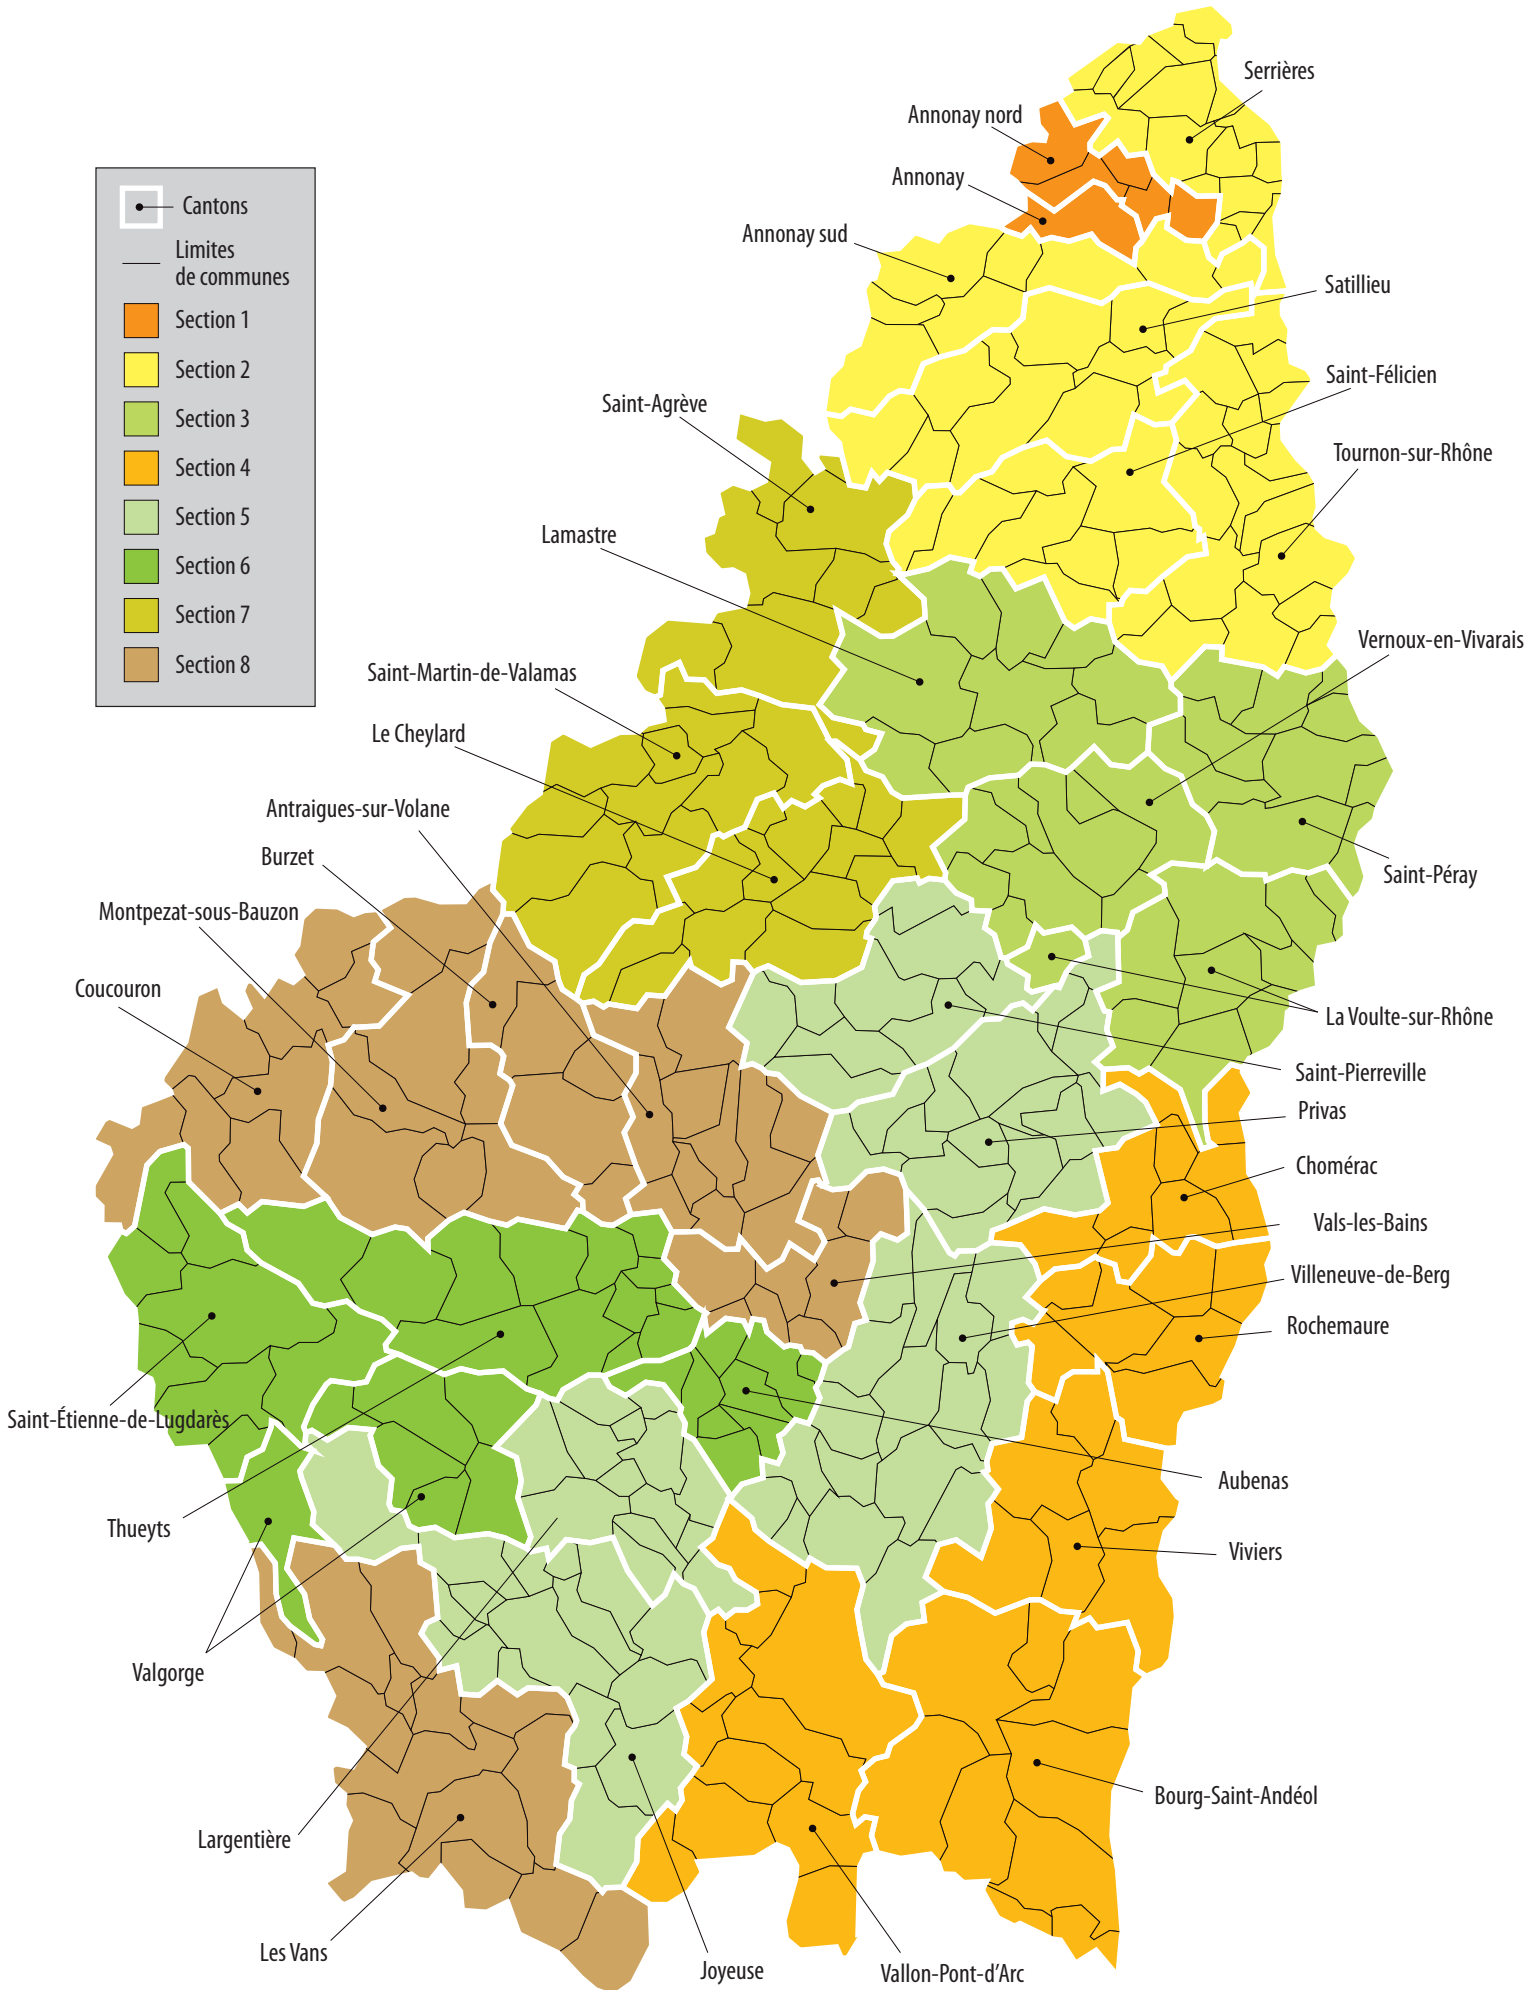 Cantons
Limites
de communes
Section 1
Section 2
Section 3
Section 4
Section 5
Section 6
Section 7
Section 8
Serrières
Annonay nord
Annonay
Annonay sud
Satillieu
Saint-Félicien
Saint-Agrève
Tournon-sur-Rhône
Lamastre
Vernoux-en-Vivarais
Saint-Martin-de-Valamas
Le Cheylard
Antraigues-sur-Volane
Burzet
Saint-Péray
Montpezat-sous-Bauzon
Coucouron
La Voulte-sur-Rhône
Saint-Pierreville
Privas
Chomérac
Vals-les-Bains
Villeneuve-de-Berg
Rochemaure
Saint-Étienne-de-Lugdarès
Aubenas
Thueyts
Viviers
Valgorge
Bourg-Saint-Andéol
Largentière
Les Vans
Joyeuse
Vallon-Pont-d'Arc